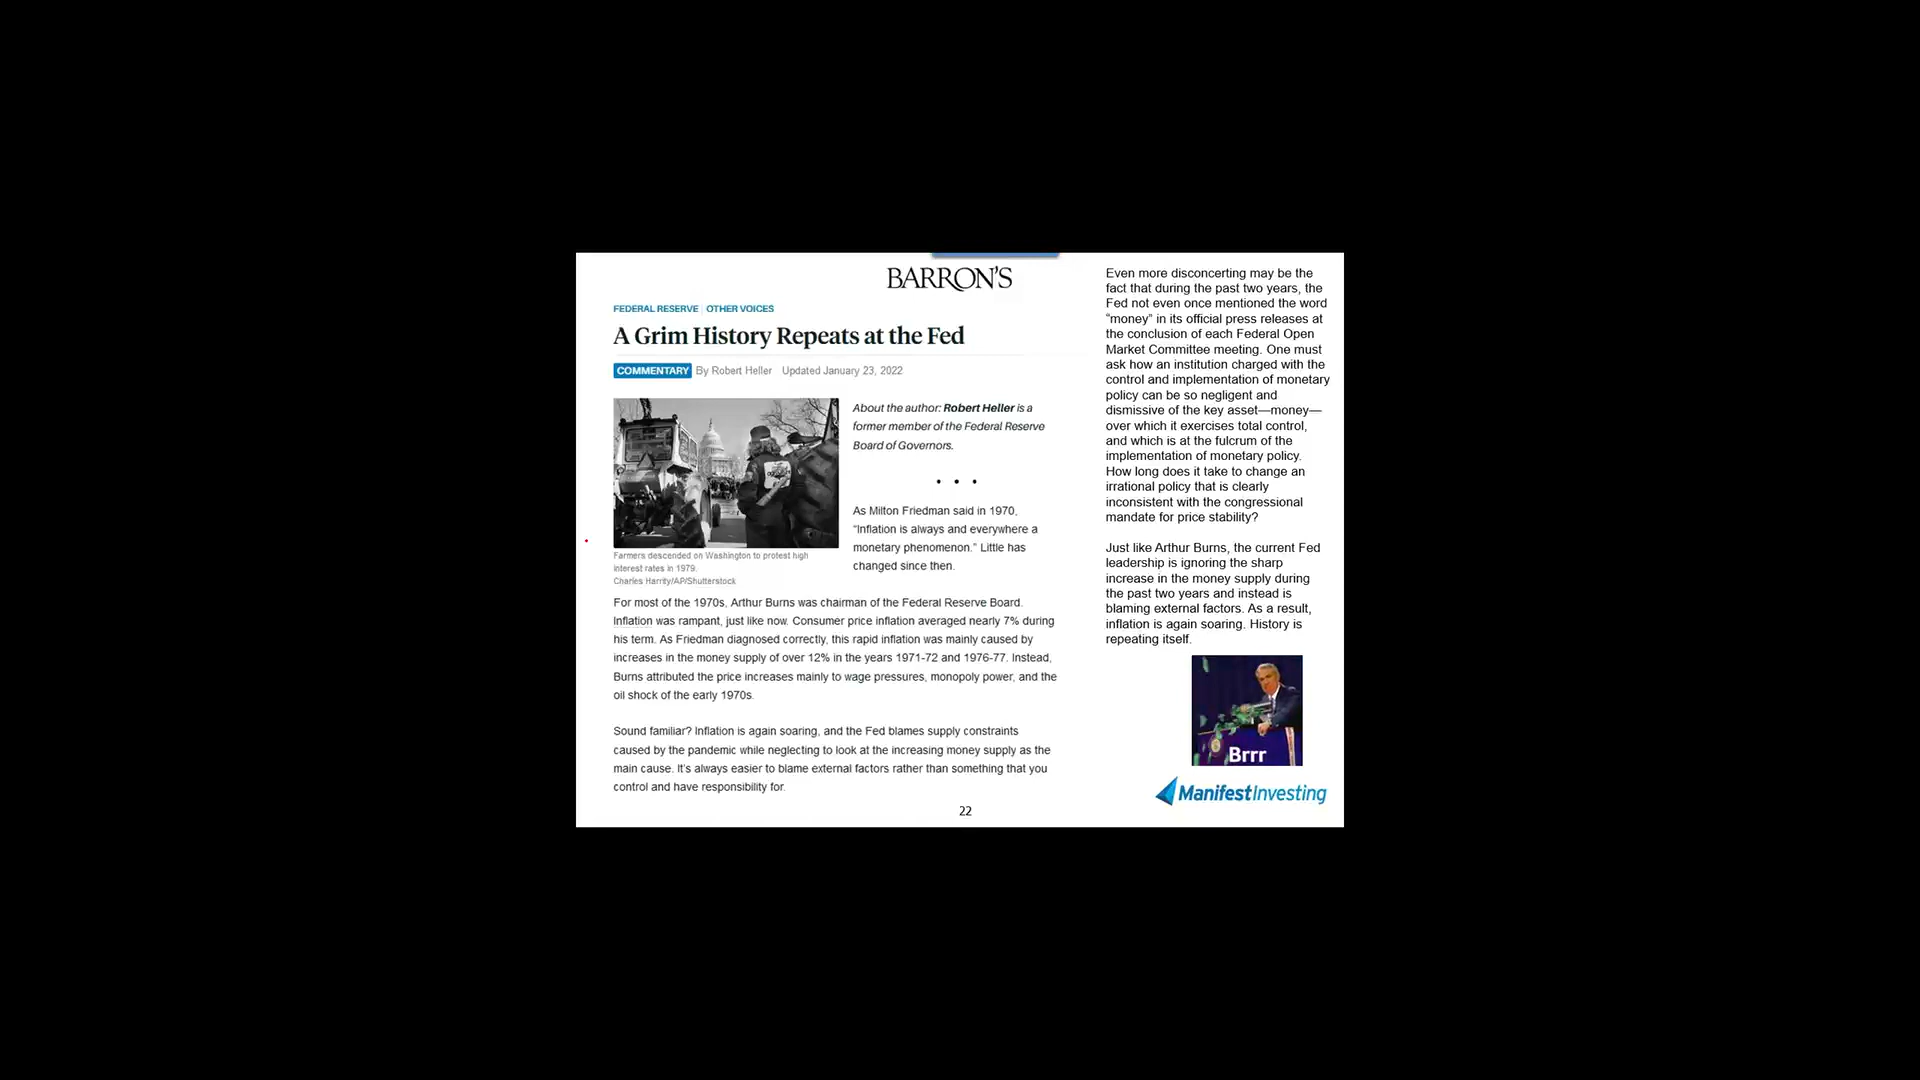 BARRON'S
FEDERAL RESERVE | OTHER VOICES
A Grim History Repeats at the Fed
COMMENTARY By Robert Heller Updated January 23, 2022
About the author: Robert Heller is a
former member of the Federal Reserve
Board of Governors.
• • •
As Milton Friedman said in 1970,
“Inflation is always and everywhere a
monetary phenomenon.” Little has
changed since then.
Farmers descended on Washington to protest high
interest rates in 1979.
Charles Harrity/AP/Shutterstock
For most of the 1970s, Arthur Burns was chairman of the Federal Reserve Board.
Inflation was rampant, just like now. Consumer price inflation averaged nearly 7% during
his term. As Friedman diagnosed correctly, this rapid inflation was mainly caused by
increases in the money supply of over 12% in the years 1971-72 and 1976-77. Instead,
Burns attributed the price increases mainly to wage pressures, monopoly power, and the
oil shock of the early 1970s.
Sound familiar? Inflation is again soaring, and the Fed blames supply constraints
caused by the pandemic while neglecting to look at the increasing money supply as the
main cause. It’s always easier to blame external factors rather than something that you
control and have responsibility for.
Even more disconcerting may be the
fact that during the past two years, the
Fed not even once mentioned the word
“money” in its official press releases at
the conclusion of each Federal Open
Market Committee meeting. One must
ask how an institution charged with the
control and implementation of monetary
policy can be so negligent and
dismissive of the key asset—money—
over which it exercises total control,
and which is at the fulcrum of the
implementation of monetary policy.
How long does it take to change an
irrational policy that is clearly
inconsistent with the congressional
mandate for price stability?
Just like Arthur Burns, the current Fed
leadership is ignoring the sharp
increase in the money supply during
the past two years and instead is
blaming external factors. As a result,
inflation is again soaring. History is
repeating itself.
Brrr
ManifestInvesting
22